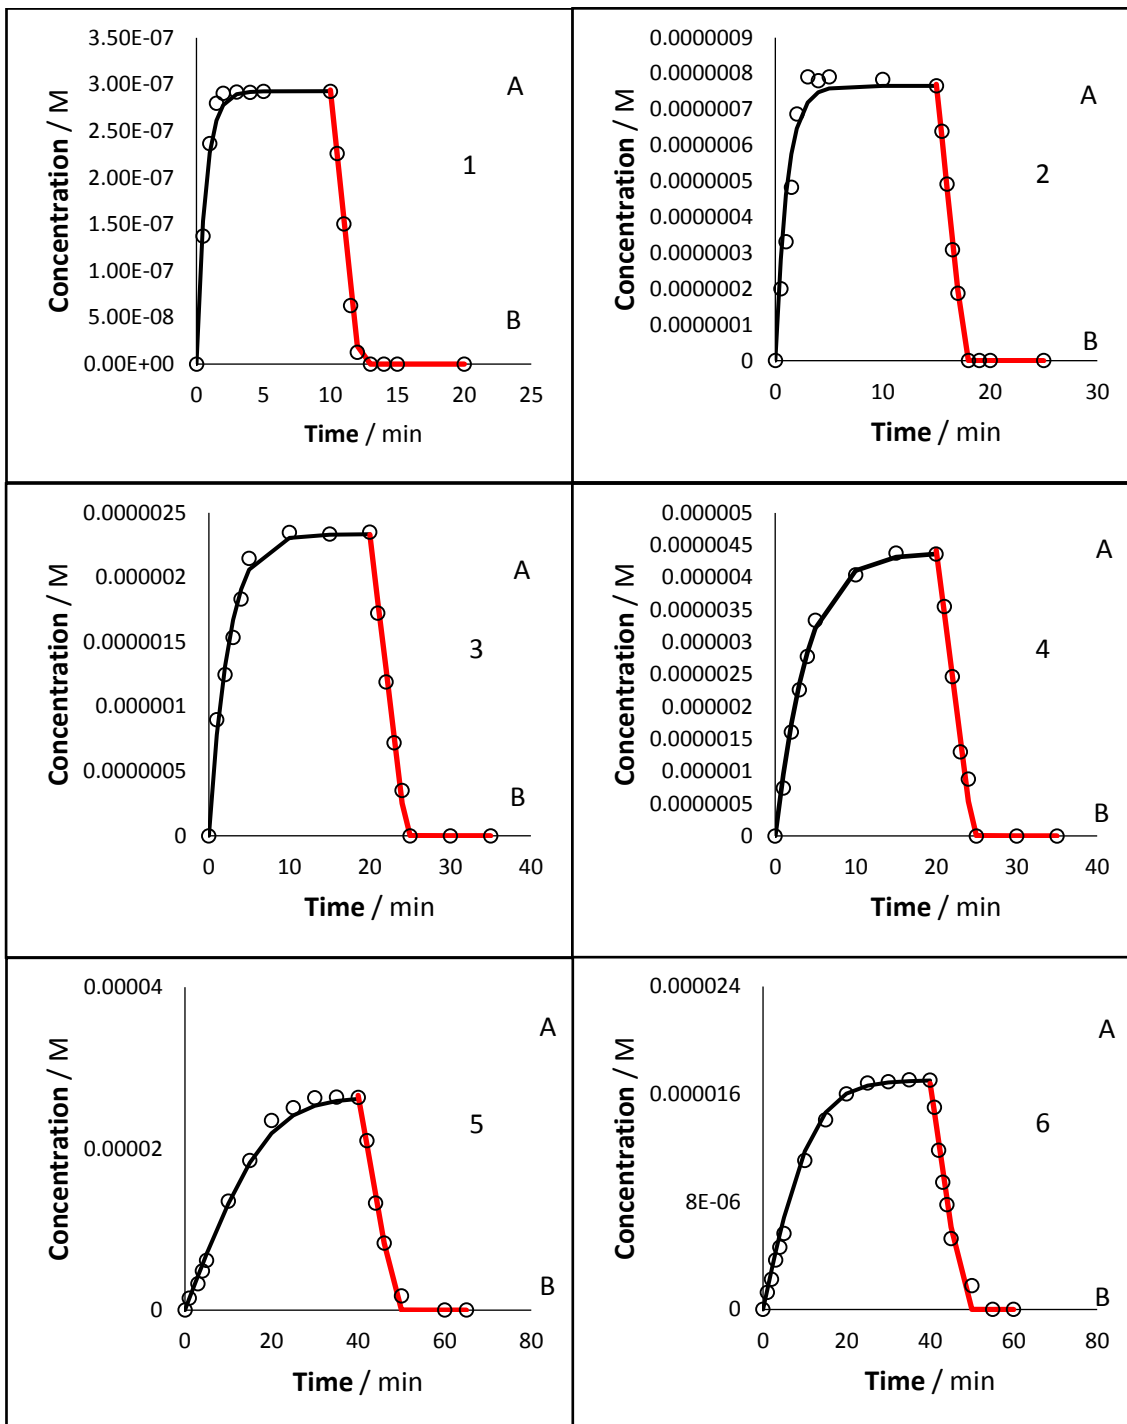 3.50E-07
3.00E-07
2.50E-07
2.00E-07
1.50E-07
1.00E-07
5.00E-08
0.00E+00
Concentration / M
A
1
B
0 5 10 15 20 25
Time / min
0.0000009
0.0000008
0.0000007
0.0000006
0.0000005
0.0000004
0.0000003
0.0000002
0.0000001
0
Concentration / M
A
2
B
0 10 20 30
Time / min
0.0000025
0.000002
0.0000015
0.000001
0.0000005
0
Concentration / M
A
3
B
0 10 20 30 40
Time / min
0.000005
0.0000045
0.000004
0.0000035
0.000003
0.0000025
0.000002
0.0000015
0.000001
0.0000005
0
Concentration / M
A
4
B
0 10 20 30 40
Time / min
0.00004
0.00002
0
Concentration / M
A
5
B
0 20 40 60 80
Time / min
0.000024
0.000016
8E-06
0
Concentration / M
A
6
B
0 20 40 60 80
Time / min